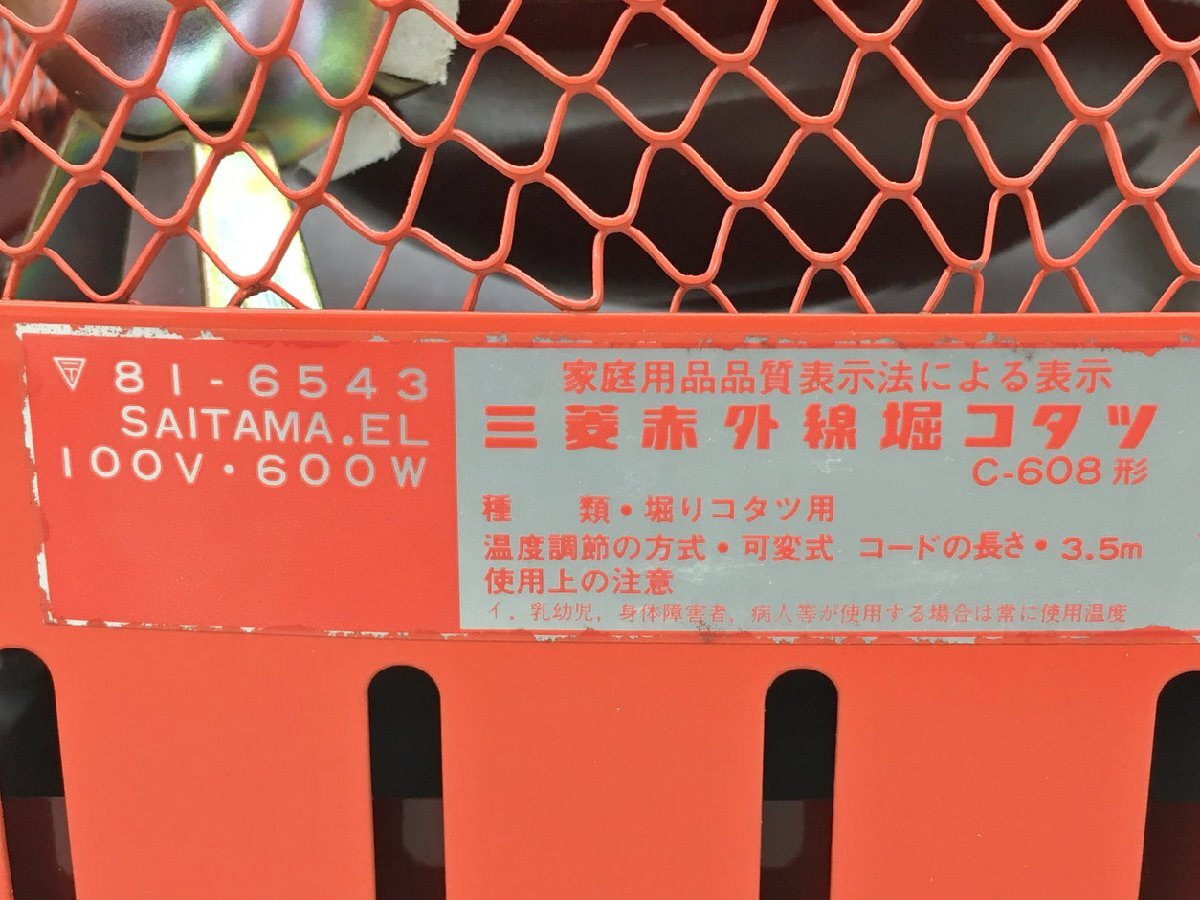 〒 81-6543
SAITAMA.EL
100V・600W
家庭用品品質表示法による表示
三菱赤外線堀コタツ
C-608形
種　類・堀りコタツ用
温度調節の方式・可変式 コードの長さ・3.5m
使用上の注意
イ. 乳幼児, 身体障害者, 病人等が使用する場合は常に使用温度